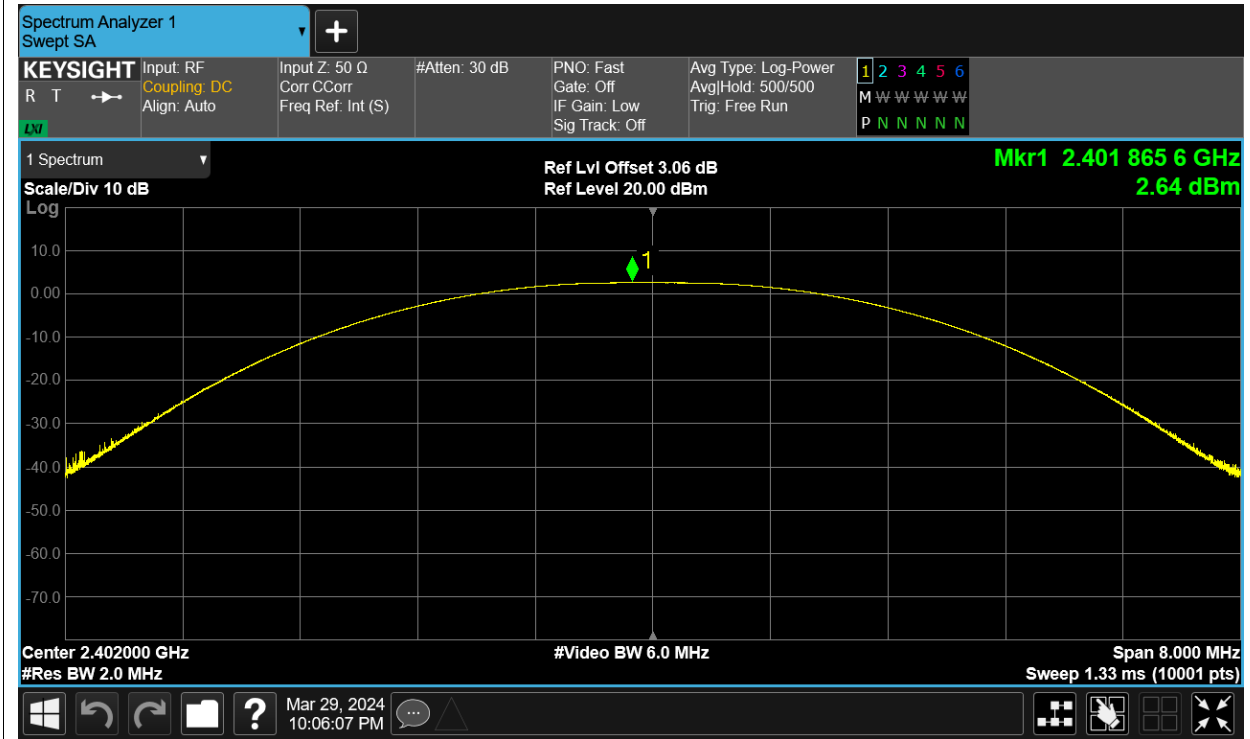 Spectrum Analyzer 1
Swept SA
KEYSIGHT
R T
LXI
Input: RF
Coupling: DC
Align: Auto
Input Z: 50 Ω
Corr CCorr
Freq Ref: Int (S)
#Atten: 30 dB
PNO: Fast
Gate: Off
IF Gain: Low
Sig Track: Off
Avg Type: Log-Power
Avg|Hold: 500/500
Trig: Free Run
1 2 3 4 5 6
M W W W W W
P N N N N N
1 Spectrum
Scale/Div 10 dB
Log
Ref Lvl Offset 3.06 dB
Ref Level 20.00 dBm
Mkr1 2.401 865 6 GHz
2.64 dBm
1
10.0
0.00
-10.0
-20.0
-30.0
-40.0
-50.0
-60.0
-70.0
Center 2.402000 GHz
#Video BW 6.0 MHz
Span 8.000 MHz
#Res BW 2.0 MHz
Sweep 1.33 ms (10001 pts)
?
Mar 29, 2024
10:06:07 PM